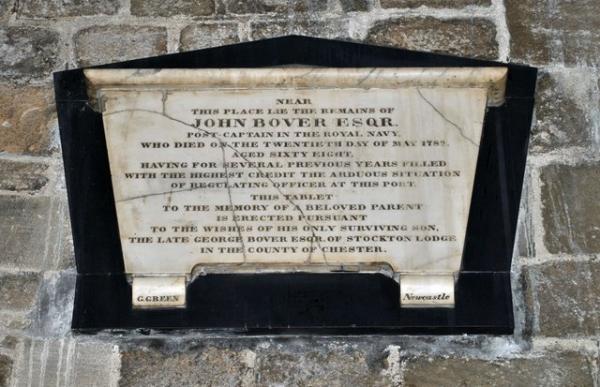 NEAR
THIS PLACE LIE THE REMAINS OF
JOHN BOVER ESQR.
POST-CAPTAIN IN THE ROYAL NAVY,
WHO DIED ON THE TWENTIETH DAY OF MAY 1782,
AGED SIXTY EIGHT,
HAVING FOR SEVERAL PREVIOUS YEARS FILLED
WITH THE HIGHEST CREDIT THE ARDUOUS SITUATION
OF REGULATING OFFICER AT THIS PORT.
THIS TABLET
TO THE MEMORY OF A BELOVED PARENT
IS ERECTED PURSUANT
TO THE WISHES OF HIS ONLY SURVIVING SON,
THE LATE GEORGE BOVER ESQR. OF STOCKTON LODGE
IN THE COUNTY OF CHESTER.
G.GREEN
Newcastle